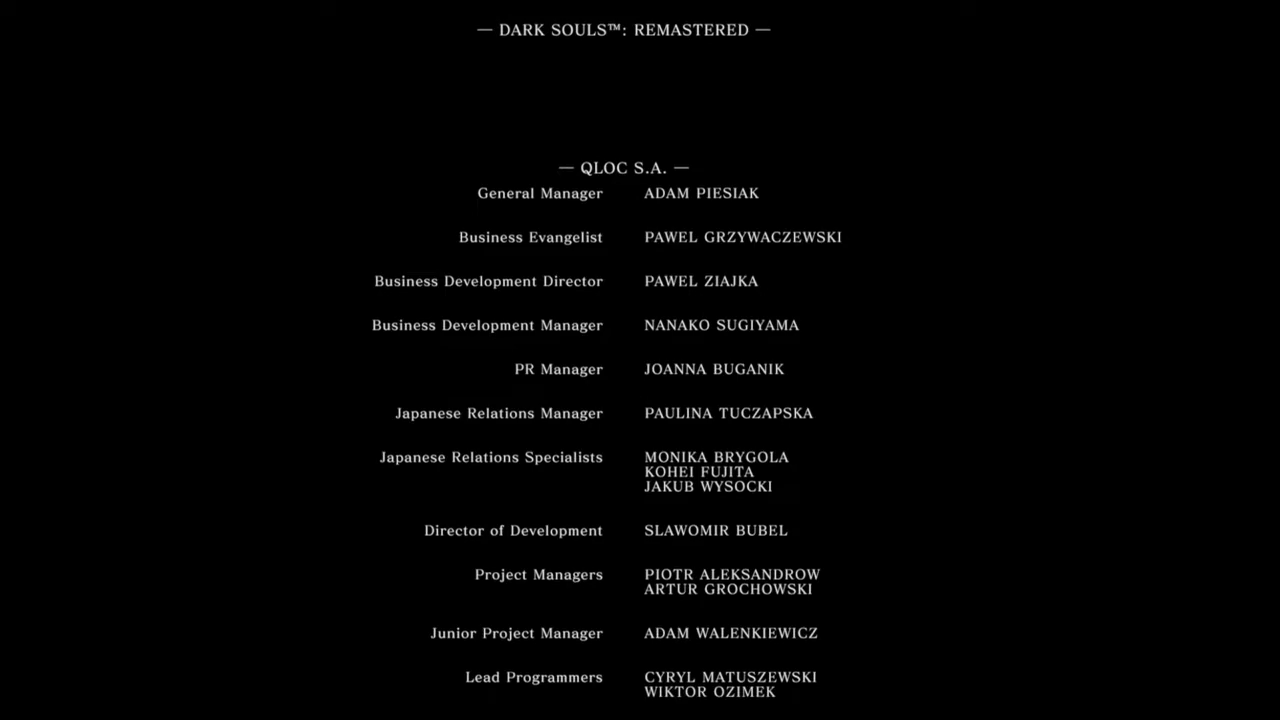 — DARK SOULS™: REMASTERED —
— QLOC S.A. —
General Manager ADAM PIESIAK
Business Evangelist PAWEL GRZYWACZEWSKI
Business Development Director PAWEL ZIAJKA
Business Development Manager NANAKO SUGIYAMA
PR Manager JOANNA BUGANIK
Japanese Relations Manager PAULINA TUCZAPSKA
Japanese Relations Specialists MONIKA BRYGOLA
KOHEI FUJITA
JAKUB WYSOCKI
Director of Development SLAWOMIR BUBEL
Project Managers PIOTR ALEKSANDROW
ARTUR GROCHOWSKI
Junior Project Manager ADAM WALENKIEWICZ
Lead Programmers CYRYL MATUSZEWSKI
WIKTOR OZIMEK